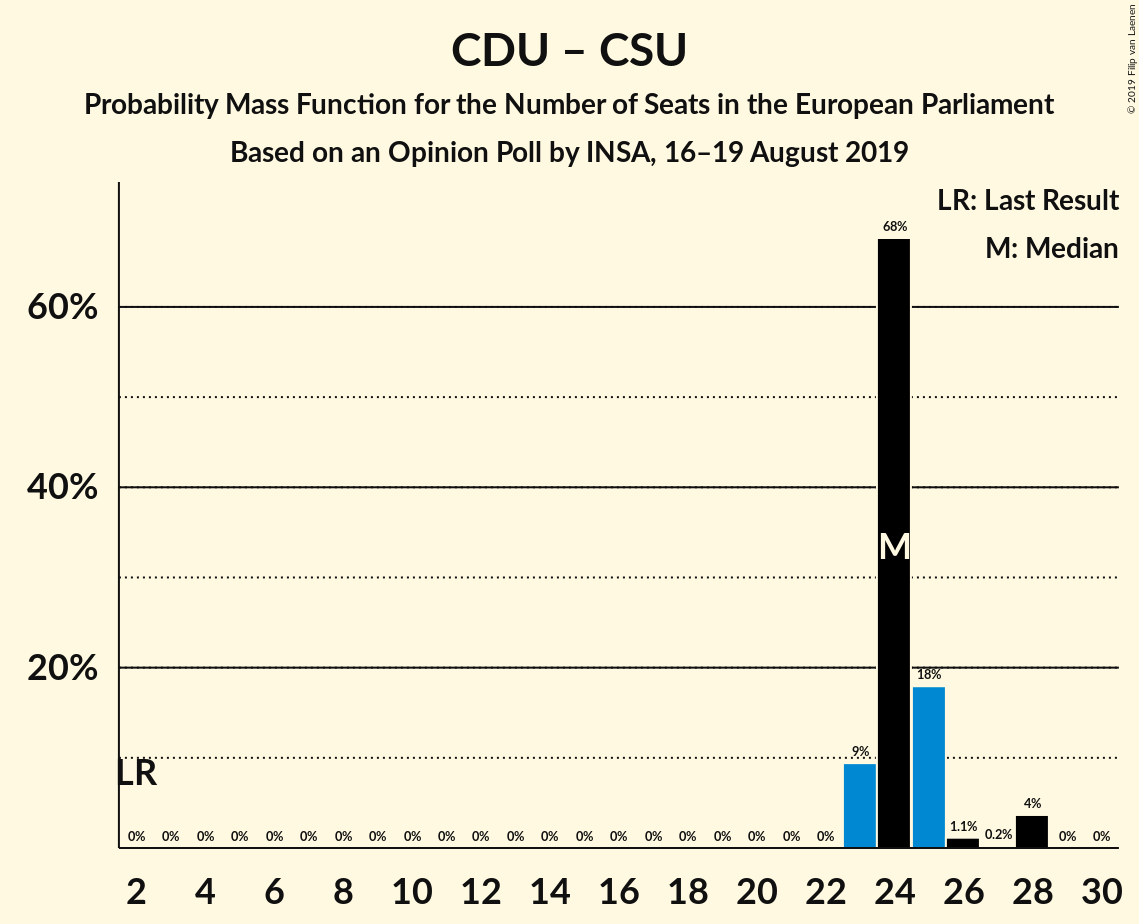 CDU – CSU
Probability Mass Function for the Number of Seats in the European Parliament
Based on an Opinion Poll by INSA, 16–19 August 2019
© 2019 Filip van Laenen
LR: Last Result
M: Median
68%
60%
40%
M
20%
18%
9%
LR
4%
0% 0% 0% 0% 0% 0% 0% 0% 0% 0% 0% 0% 0% 0% 0% 0% 0% 0% 0% 0% 0% 1.1% 0.2% 0% 0%
2 4 6 8 10 12 14 16 18 20 22 24 26 28 30